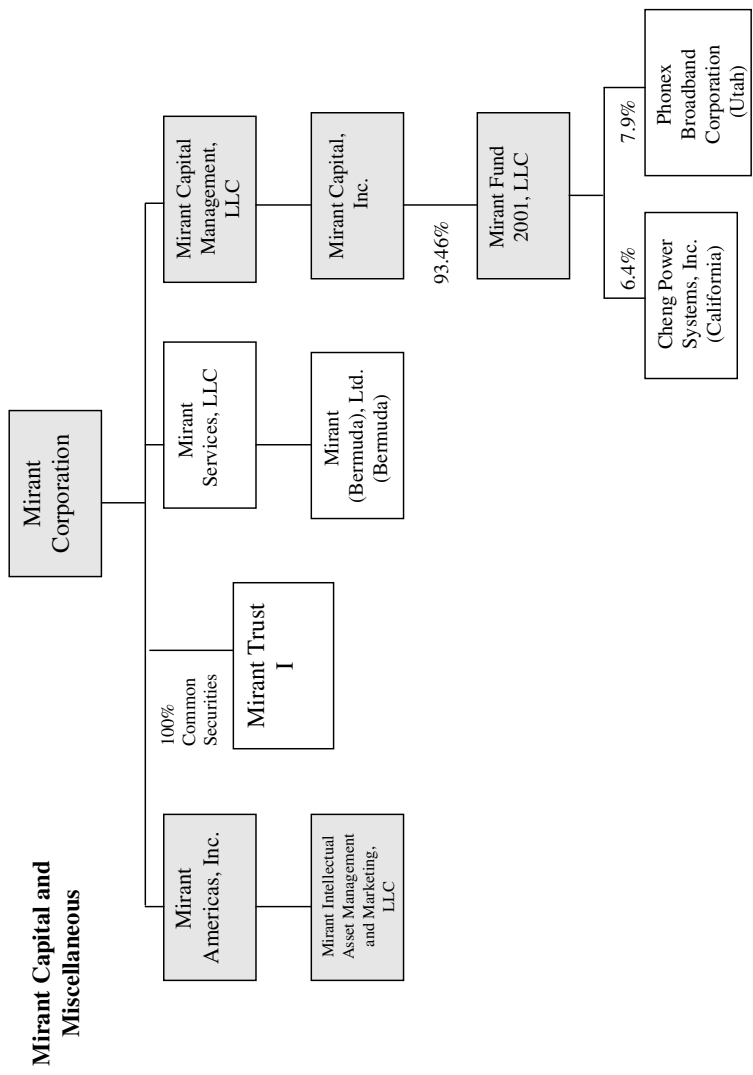 Mirant Capital and
Miscellaneous
Mirant
Corporation
Mirant
Americas, Inc.
100%
Common
Securities
Mirant
Services, LLC
Mirant Capital
Management,
LLC
Mirant Intellectual
Asset Management
and Marketing,
LLC
Mirant Trust
I
Mirant
(Bermuda), Ltd.
(Bermuda)
Mirant Capital,
Inc.
93.46%
Mirant Fund
2001, LLC
6.4%
7.9%
Cheng Power
Systems, Inc.
(California)
Phonex
Broadband
Corporation
(Utah)